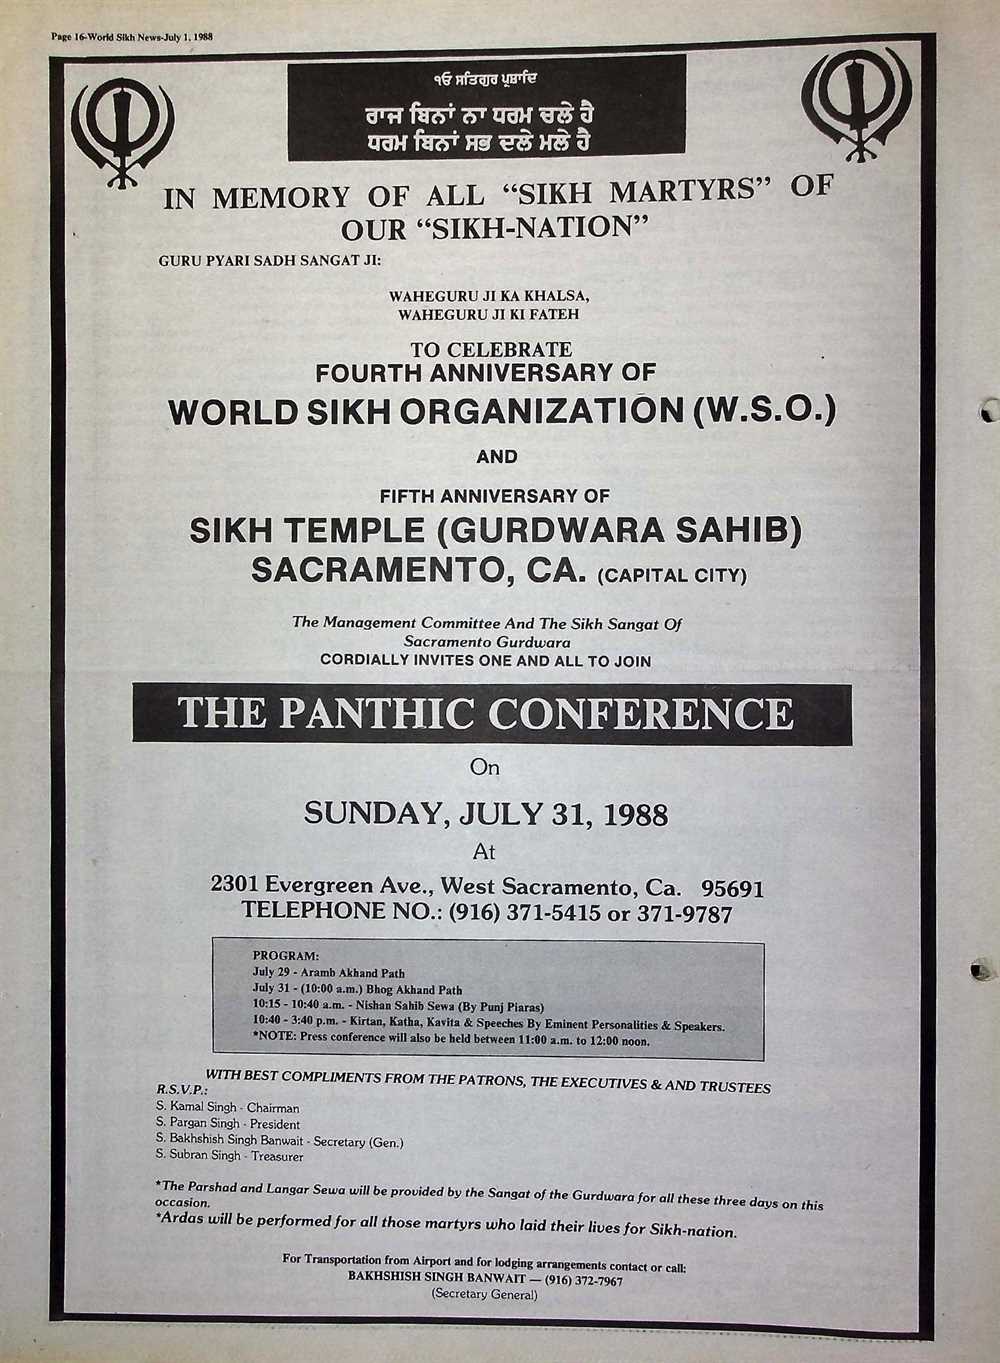 Page 16-World Sikh News-July 1, 1988
੧ਓ ਸਤਿਗੁਰ ਪ੍ਰਸਾਦਿ
ਰਾਜ ਬਿਨਾਂ ਨਾ ਧਰਮ ਚਲੇ ਹੈ
ਧਰਮ ਬਿਨਾਂ ਸਭ ਦਲੇ ਮਲੇ ਹੈ
IN MEMORY OF ALL “SIKH MARTYRS” OF
OUR “SIKH-NATION”
GURU PYARI SADH SANGAT JI:
WAHEGURU JI KA KHALSA,
WAHEGURU JI KI FATEH
TO CELEBRATE
FOURTH ANNIVERSARY OF
WORLD SIKH ORGANIZATION (W.S.O.)
AND
FIFTH ANNIVERSARY OF
SIKH TEMPLE (GURDWARA SAHIB)
SACRAMENTO, CA. (CAPITAL CITY)
The Management Committee And The Sikh Sangat Of
Sacramento Gurdwara
CORDIALLY INVITES ONE AND ALL TO JOIN
THE PANTHIC CONFERENCE
On
SUNDAY, JULY 31, 1988
At
2301 Evergreen Ave., West Sacramento, Ca. 95691
TELEPHONE NO.: (916) 371-5415 or 371-9787
PROGRAM:
July 29 - Aramb Akhand Path
July 31 - (10:00 a.m.) Bhog Akhand Path
10:15 - 10:40 a.m. - Nishan Sahib Sewa (By Punj Piaras)
10:40 - 3:40 p.m. - Kirtan, Katha, Kavita & Speeches By Eminent Personalities & Speakers.
*NOTE: Press conference will also be held between 11:00 a.m. to 12:00 noon.
WITH BEST COMPLIMENTS FROM THE PATRONS, THE EXECUTIVES & AND TRUSTEES
R.S.V.P.:
S. Kamal Singh - Chairman
S. Pargan Singh - President
S. Bakhshish Singh Banwait - Secretary (Gen.)
S. Subran Singh - Treasurer
*The Parshad and Langar Sewa will be provided by the Sangat of the Gurdwara for all these three days on this
occasion.
*Ardas will be performed for all those martyrs who laid their lives for Sikh-nation.
For Transportation from Airport and for lodging arrangements contact or call:
BAKHSHISH SINGH BANWAIT — (916) 372-7967
(Secretary General)